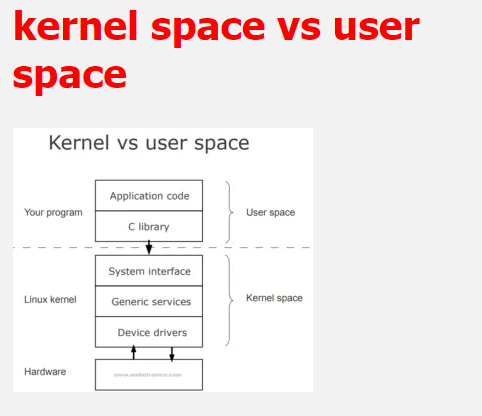 kernel space vs user
space
Kernel vs user space
Application code
Your program
User space
C library
System interface
Linux kernel
Generic services
Kernel space
Device drivers
Hardware